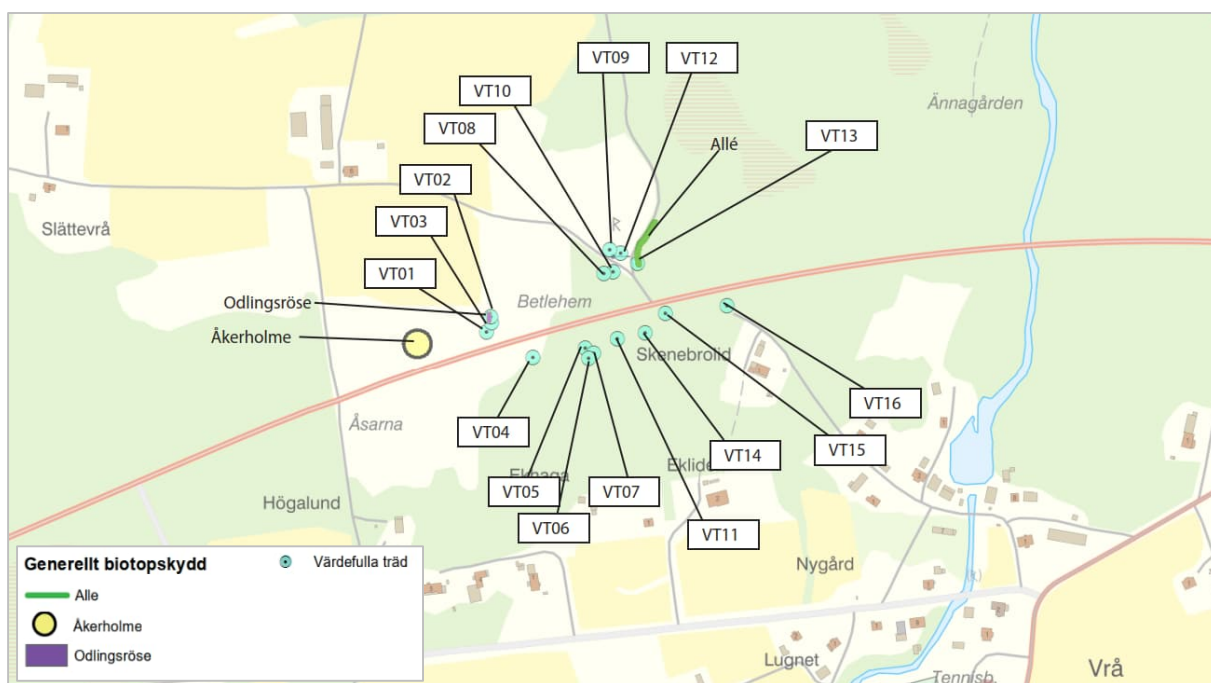 VT09
VT12
VT10
VT08
Allé
VT13
Ännagården
VT02
VT03
VT01
Slättevrå
Odlingsröse
Betlehem
Åkerholme
Skenebrolid
VT16
Åsarna
VT04
VT14
VT15
VT05
VT07
VT06
VT11
Högalund
Nygård
Lugnet
Tennisb.
Vrå
Generellt biotopskydd
Värdefulla träd
Alle
Åkerholme
Odlingsröse